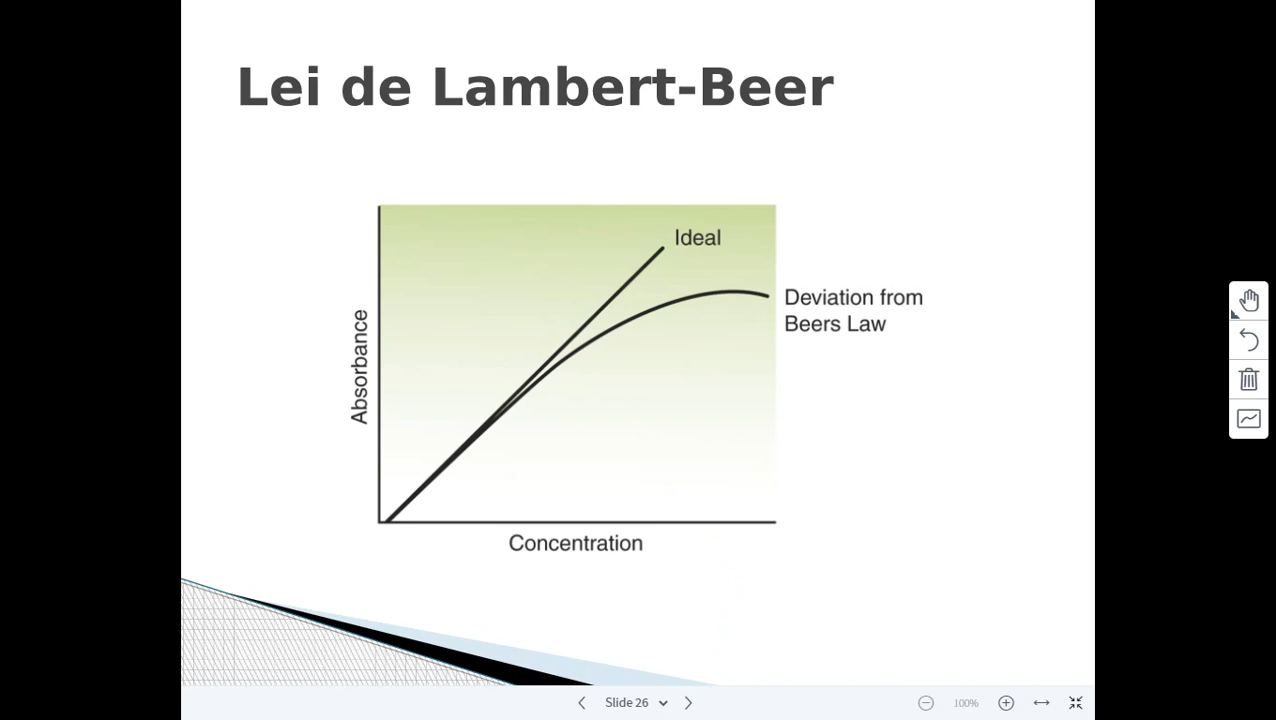 Lei de Lambert-Beer
Ideal
Deviation from
Beers Law
Absorbance
Concentration
Slide 26
100%